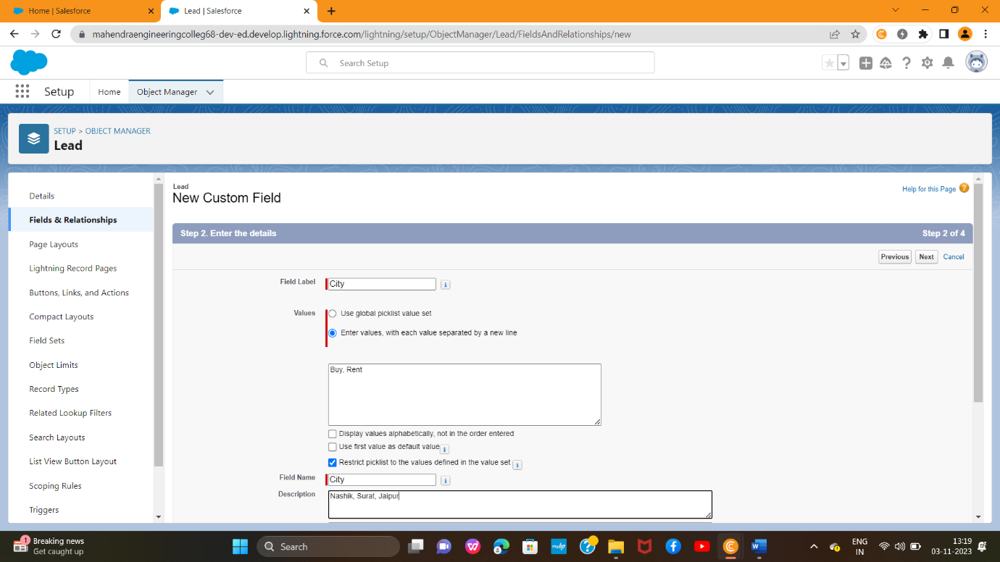 Home | Salesforce
Lead | Salesforce
mahendraengineeringcolleg68-dev-ed.develop.lightning.force.com/lightning/setup/ObjectManager/Lead/FieldsAndRelationships/new
Search Setup
Setup
Home
Object Manager
SETUP > OBJECT MANAGER
Lead
Details
Fields & Relationships
Page Layouts
Lightning Record Pages
Buttons, Links, and Actions
Compact Layouts
Field Sets
Object Limits
Record Types
Related Lookup Filters
Search Layouts
List View Button Layout
Scoping Rules
Triggers
Lead
New Custom Field
Help for this Page
Step 2. Enter the details
Step 2 of 4
Previous
Next
Cancel
Field Label
City
Values
Use global picklist value set
Enter values, with each value separated by a new line
Buy, Rent
Display values alphabetically, not in the order entered
Use first value as default value
Restrict picklist to the values defined in the value set
Field Name
City
Description
Nashik, Surat, Jaipur
1
Breaking news
Get caught up
Search
ENG
IN
13:19
03-11-2023